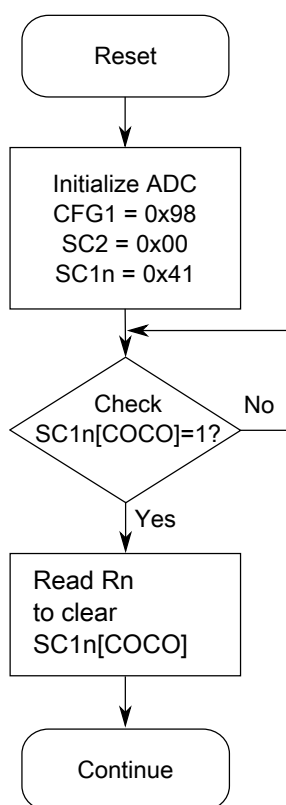 Reset
Initialize ADC
CFG1 = 0x98
SC2 = 0x00
SC1n = 0x41
Check
SC1n[COCO]=1?
No
Yes
Read Rn
to clear
SC1n[COCO]
Continue